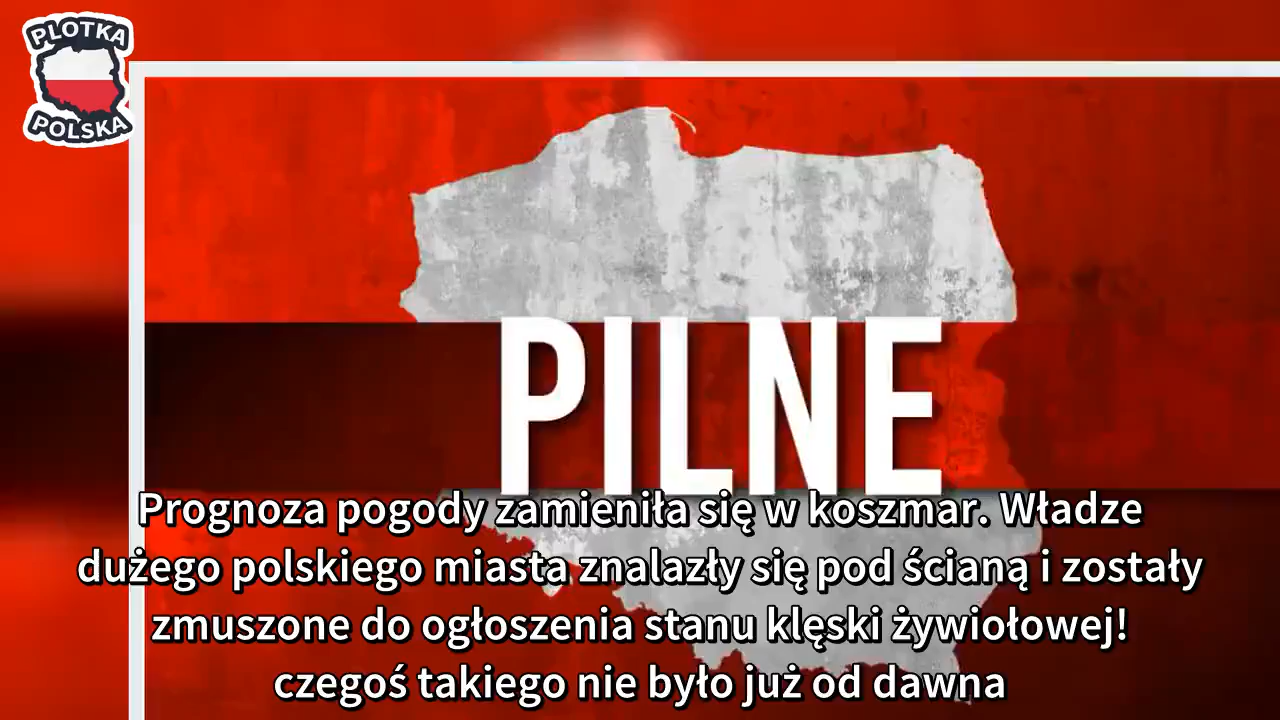 PLOTKA
POLSKA
PILNE
Prognoza pogody zamieniła się w koszmar. Władze
dużego polskiego miasta znalazły się pod ścianą i zostały
zmuszone do ogłoszenia stanu klęski żywiołowej!
czegoś takiego nie było już od dawna